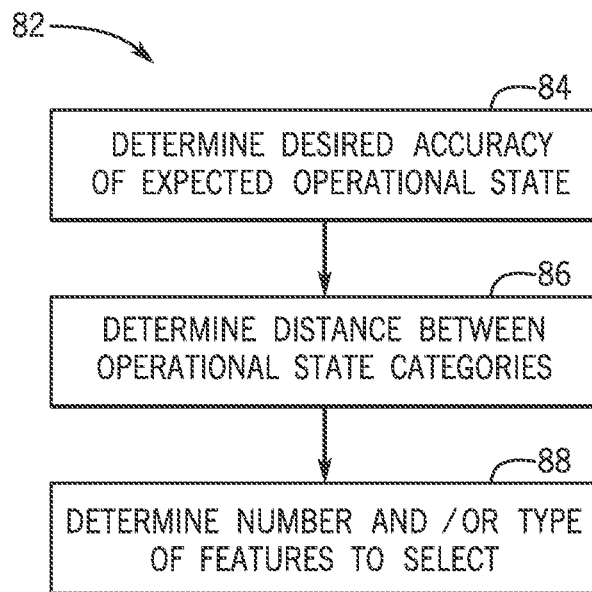 82
84
DETERMINE DESIRED ACCURACY
OF EXPECTED OPERATIONAL STATE
86
DETERMINE DISTANCE BETWEEN
OPERATIONAL STATE CATEGORIES
88
DETERMINE NUMBER AND /OR TYPE
OF FEATURES TO SELECT